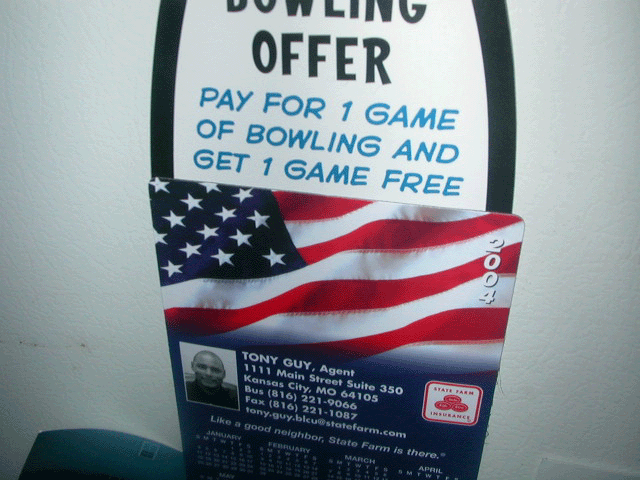 BOWLING
OFFER
PAY FOR 1 GAME
OF BOWLING AND
GET 1 GAME FREE
2004
TONY GUY, Agent
1111 Main Street Suite 350
Kansas City, MO 64105
Bus (816) 221-9066
Fax (816) 221-1087
tony.guy.blcu@statefarm.com
STATE FARM
INSURANCE
Like a good neighbor, State Farm is there.®
JANUARY FEBRUARY MARCH APRIL
S M T W T F S
MAY